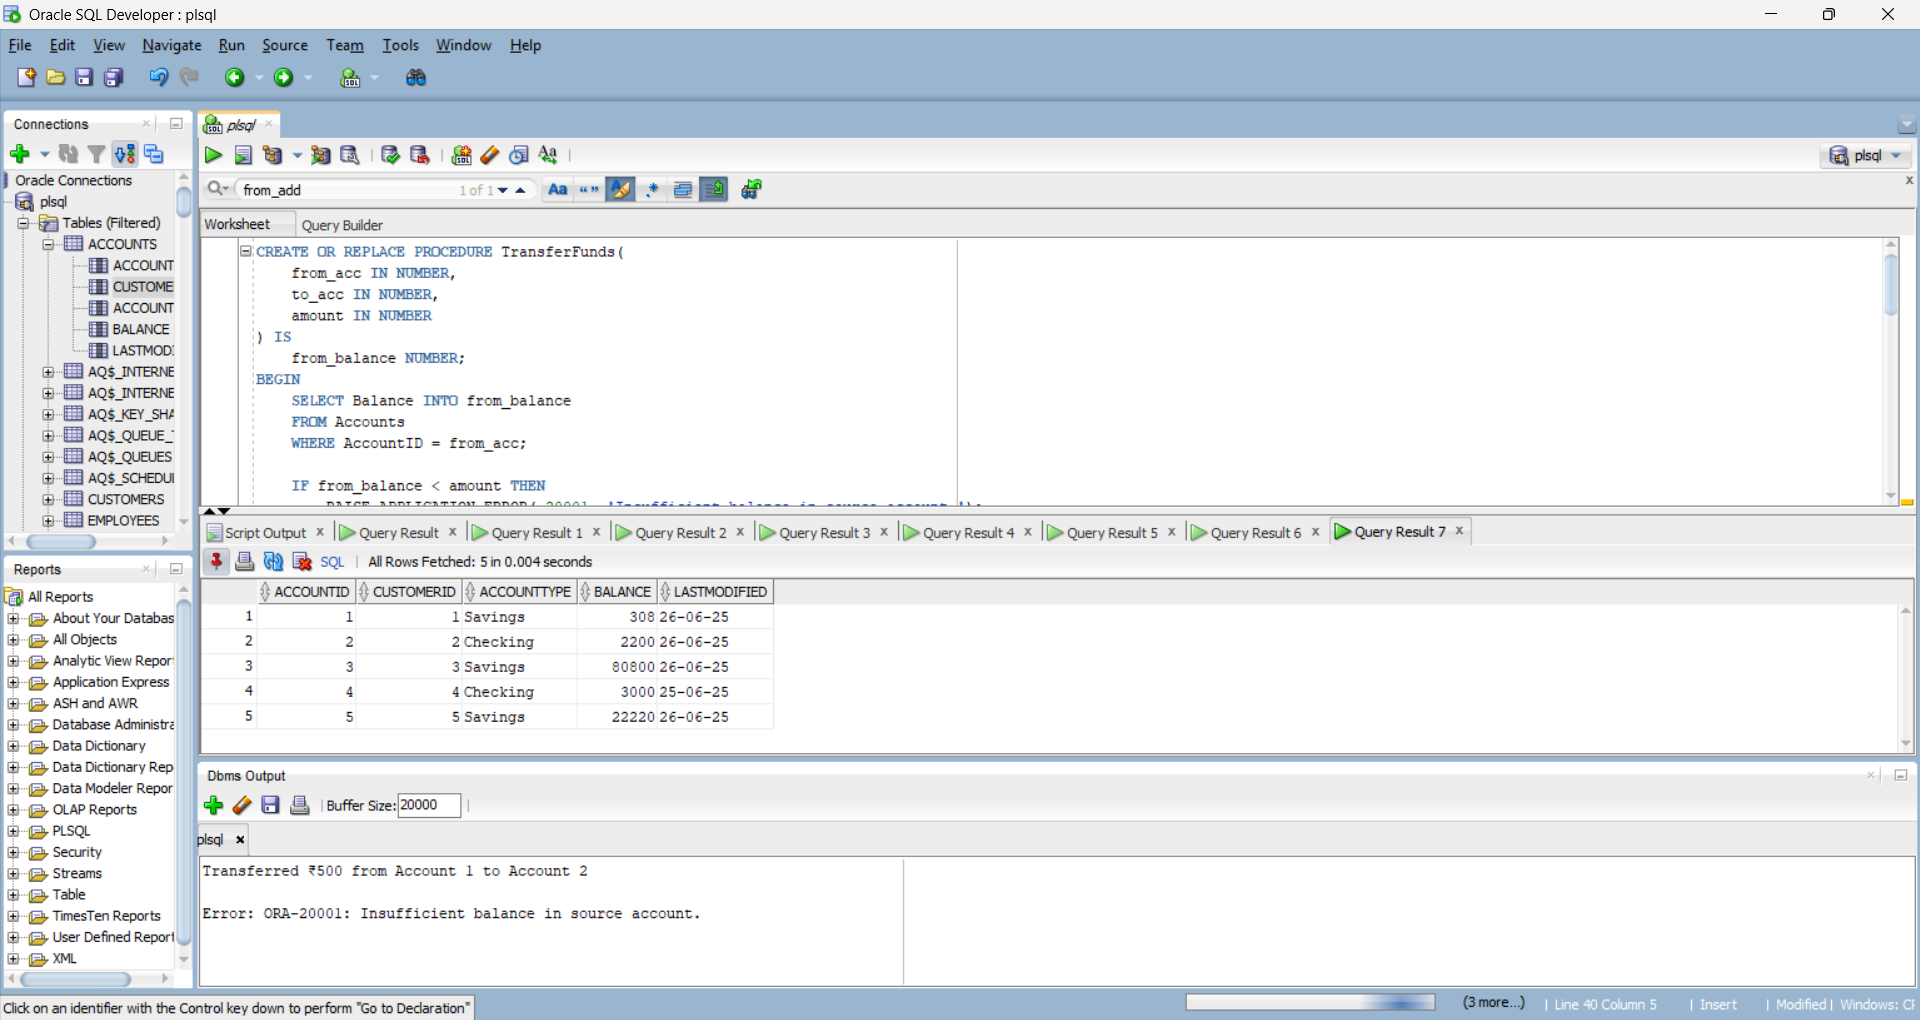 Oracle SQL Developer : plsql
File Edit View Navigate Run Source Team Tools Window Help
Connections
plsql
plsql
from_add
1 of 1
Aa
Oracle Connections
plsql
Tables (Filtered)
ACCOUNTS
ACCOUNT
CUSTOME
ACCOUNT
BALANCE
LASTMOD
AQ$_INTERNE
AQ$_INTERNE
AQ$_KEY_SHA
AQ$_QUEUE_
AQ$_QUEUES
AQ$_SCHEDUL
CUSTOMERS
EMPLOYEES
Worksheet Query Builder
CREATE OR REPLACE PROCEDURE TransferFunds(
from_acc IN NUMBER,
to_acc IN NUMBER,
amount IN NUMBER
) IS
from_balance NUMBER;
BEGIN
SELECT Balance INTO from_balance
FROM Accounts
WHERE AccountID = from_acc;
IF from_balance < amount THEN
Script Output Query Result Query Result 1 Query Result 2 Query Result 3 Query Result 4 Query Result 5 Query Result 6 Query Result 7
SQL All Rows Fetched: 5 in 0.004 seconds
ACCOUNTID CUSTOMERID ACCOUNTTYPE BALANCE LASTMODIFIED
1 1 1 Savings 308 26-06-25
2 2 2 Checking 2200 26-06-25
3 3 3 Savings 80800 26-06-25
4 4 4 Checking 3000 25-06-25
5 5 5 Savings 22220 26-06-25
Reports
All Reports
About Your Databas
All Objects
Analytic View Repor
Application Express
ASH and AWR
Database Administra
Data Dictionary
Data Dictionary Rep
Data Modeler Repor
OLAP Reports
PLSQL
Security
Streams
Table
TimesTen Reports
User Defined Report
XML
Dbms Output
Buffer Size: 20000
plsql
Transferred ₹500 from Account 1 to Account 2
Error: ORA-20001: Insufficient balance in source account.
Click on an identifier with the Control key down to perform "Go to Declaration"
(3 more...) | Line 40 Column 5 | Insert | Modified | Windows: C